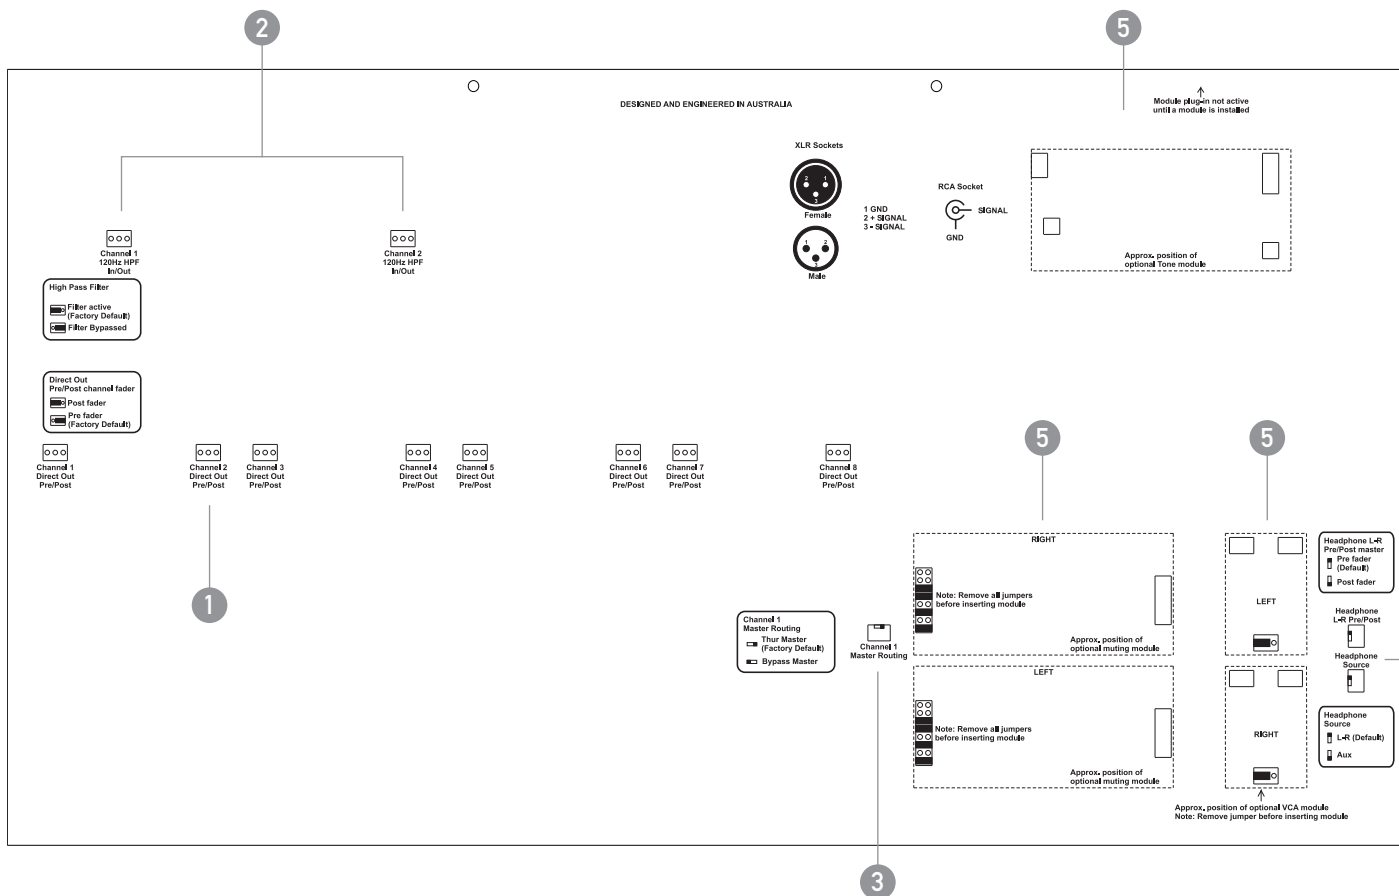 2
5
DESIGNED AND ENGINEERED IN AUSTRALIA
Module plug-in not active
until a module is installed
XLR Sockets
2 1
3
Female
1 GND
2 + SIGNAL
3 - SIGNAL
1 2
3
Male
RCA Socket
SIGNAL
GND
Approx. position of
optional Tone module
Channel 1
120Hz HPF
In/Out
Channel 2
120Hz HPF
In/Out
High Pass Filter
Filter active
(Factory Default)
Filter Bypassed
Direct Out
Pre/Post channel fader
Post fader
Pre fader
(Factory Default)
Channel 1
Direct Out
Pre/Post
Channel 2
Direct Out
Pre/Post
Channel 3
Direct Out
Pre/Post
Channel 4
Direct Out
Pre/Post
Channel 5
Direct Out
Pre/Post
Channel 6
Direct Out
Pre/Post
Channel 7
Direct Out
Pre/Post
Channel 8
Direct Out
Pre/Post
1
5
5
RIGHT
Note: Remove all jumpers
before inserting module
Approx. position of
optional muting module
LEFT
Note: Remove all jumpers
before inserting module
Approx. position of
optional muting module
Channel 1
Master Routing
Thur Master
(Factory Default)
Bypass Master
Channel 1
Master Routing
LEFT
RIGHT
Approx. position of optional VCA module
Note: Remove jumper before inserting module
Headphone L-R
Pre/Post master
Pre fader
(Default)
Post fader
Headphone
L-R Pre/Post
Headphone
Source
Headphone
Source
L-R (Default)
Aux
3